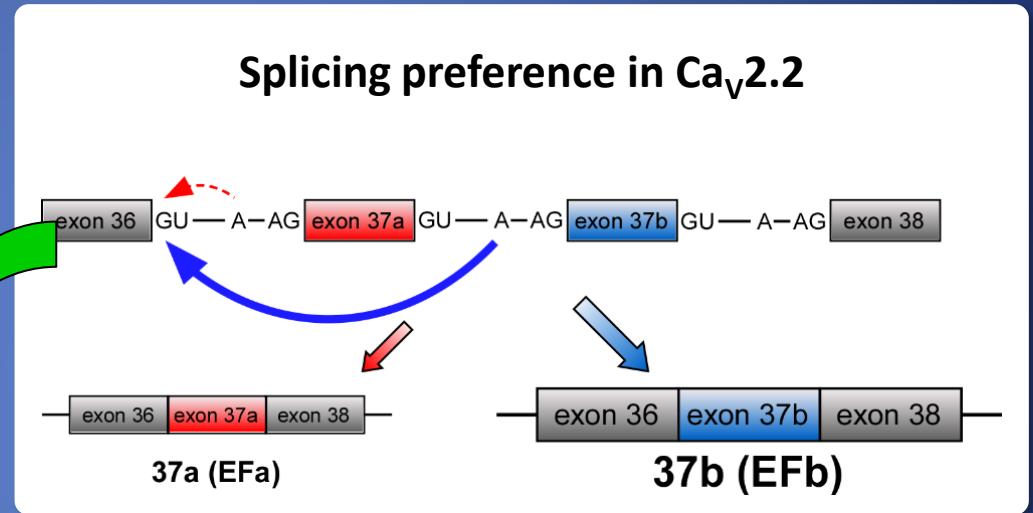 Splicing preference in CaV2.2
exon 36 GU — A–AG exon 37a GU — A–AG exon 37b GU — A–AG exon 38
exon 36 exon 37a exon 38
37a (EFa)
exon 36 exon 37b exon 38
37b (EFb)